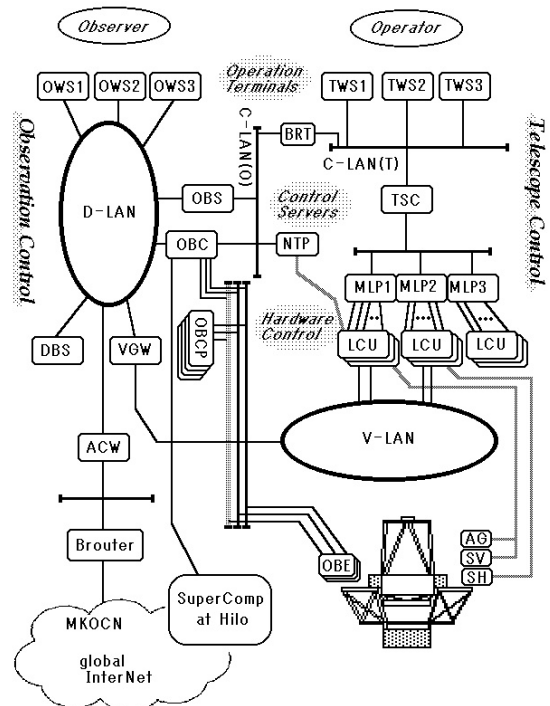 Observer
Operator
OWS1
OWS2
OWS3
Operation
Terminals
TWS1
TWS2
TWS3
Observation Control
C-LAN(O)
BRT
C-LAN(T)
Telescope Control
D-LAN
OBS
Control
Servers
TSC
OBC
NTP
MLP1
MLP2
MLP3
Hardware
Control
DBS
VGW
OBCP
LCU
LCU
LCU
...
...
...
V-LAN
ACW
Brouter
OBE
AG
SV
SH
SuperComp
at Hilo
MKOCN
global
InterNet